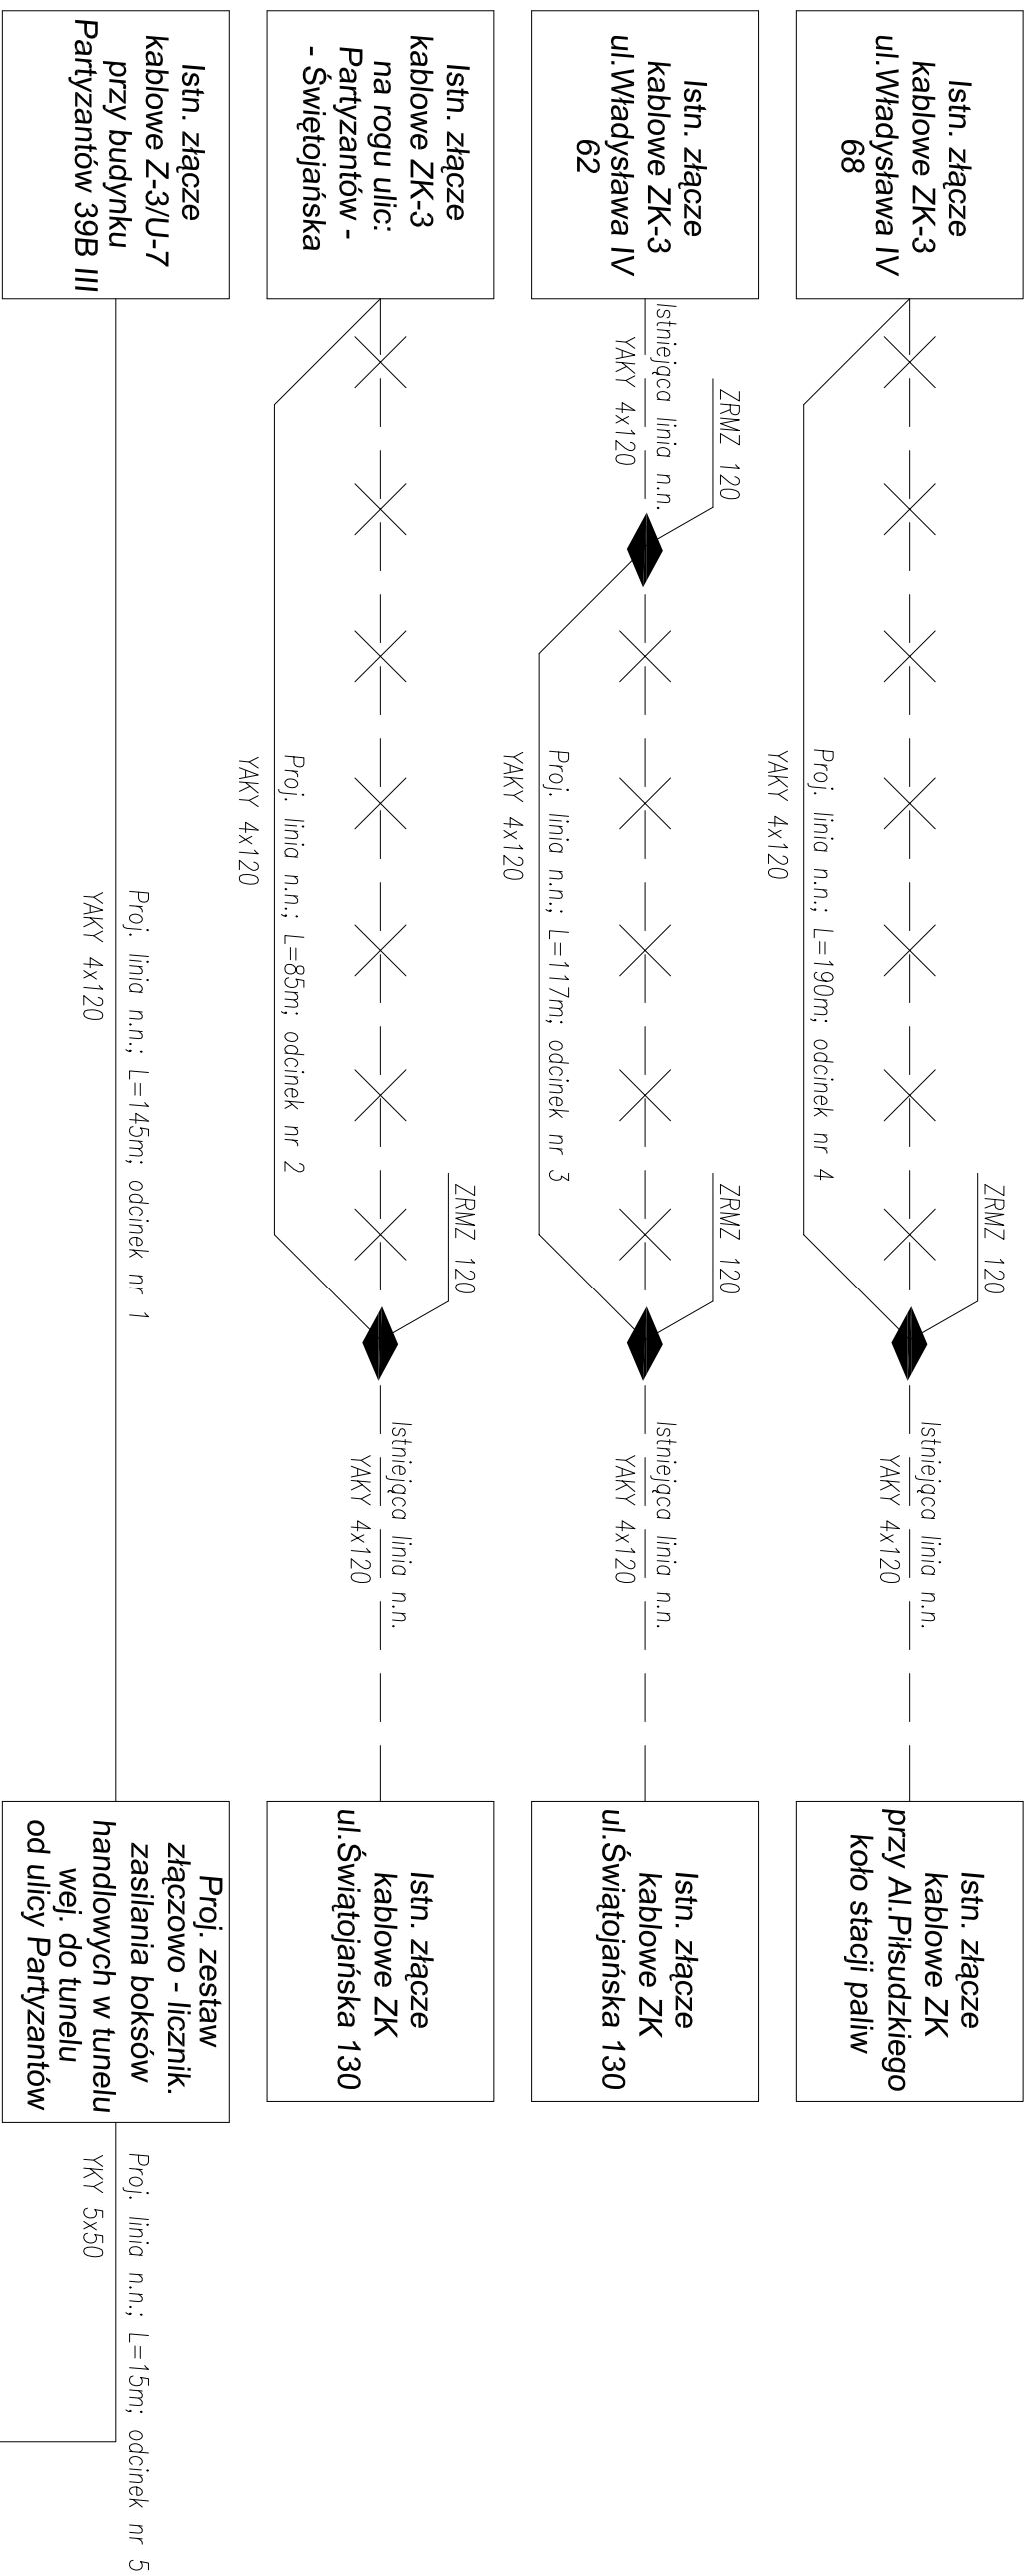 Istn. złącze
kablowe ZK-3
ul.Władysława IV
68
Proj. linia n.n.; L=190m; odcinek nr 4
YAKY 4x120
ZRMZ 120
Istniejąca linia n.n.
YAKY 4x120
Istn. złącze
kablowe ZK
przy Al.Piłsudzkiego
koło stacji paliw
Istn. złącze
kablowe ZK-3
ul.Władysława IV
62
Istniejąca linia n.n.
YAKY 4x120
ZRMZ 120
Proj. linia n.n.; L=117m; odcinek nr 3
YAKY 4x120
ZRMZ 120
Istniejąca linia n.n.
YAKY 4x120
Istn. złącze
kablowe ZK
ul.Świątojańska 130
Istn. złącze
kablowe ZK-3
na rogu ulic:
Partyzantów -
- Świętojańska
Proj. linia n.n.; L=85m; odcinek nr 2
YAKY 4x120
ZRMZ 120
Istniejąca linia n.n.
YAKY 4x120
Istn. złącze
kablowe ZK
ul.Świątojańska 130
Istn. złącze
kablowe Z-3/U-7
przy budynku
Partyzantów 39B III
Proj. linia n.n.; L=145m; odcinek nr 1
YAKY 4x120
Proj. zestaw
złączowo - licznik.
zasilania boksów
handlowych w tunelu
wej. do tunelu
od ulicy Partyzantów
Proj. linia n.n.; L=15m; odcinek nr 5
YKY 5x50